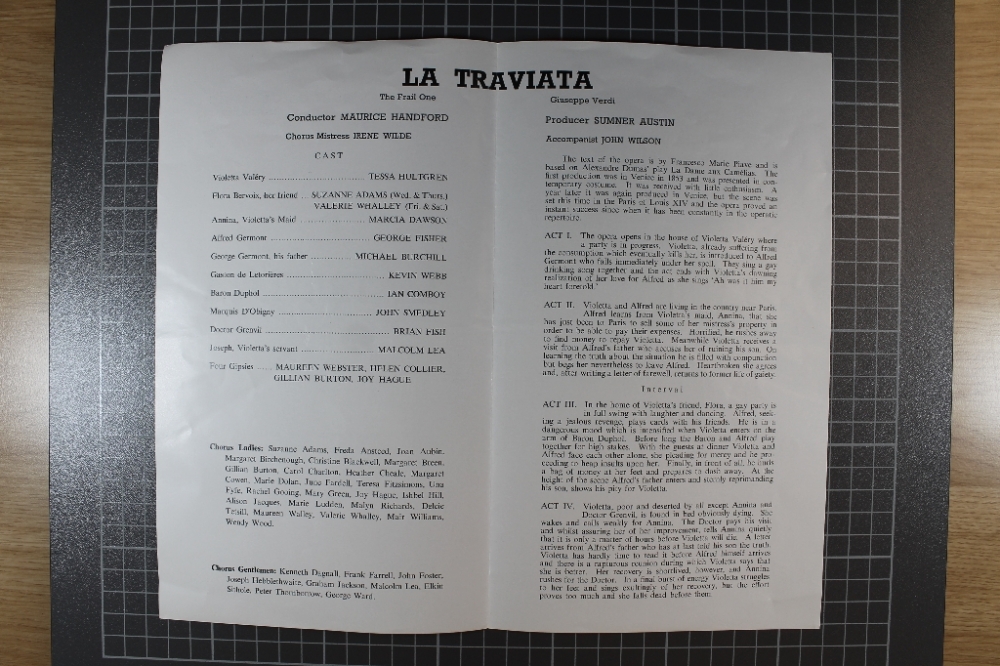 LA TRAVIATA
The Frail One
Conductor MAURICE HANDFORD
Chorus Mistress IRENE WILDE
CAST
Violetta Valéry ........ TESSA HULTGREN
Flora Bervoix, her friend .... SUZANNE ADAMS (Wed. & Thurs.)
VALERIE WHALLEY (Fri. & Sat.)
Annina, Violetta's Maid ........ MARCIA DAWSON
Alfred Germont ........ GEORGE FISHER
George Germont, his father ........ MICHAEL BURCHILL
Gaston de Letorieres ........ KEVIN WEBB
Baron Duphol ........ IAN COMBOY
Marquis D'Obigny ........ JOHN SMEDLEY
Doctor Grenvil ........ BRIAN FISH
Joseph, Violetta's servant ........ MALCOLM LEA
Four Gipsies ..... MAUREEN WEBSTER, HELEN COLLIER,
GILLIAN BURTON, JOY HAGUE
Chorus Ladies: Suzanne Adams, Freda Ansteed, Joan Aubin,
Margaret Birchenough, Christine Blackwell, Margaret Breen,
Gillian Burton, Carol Charlton, Heather Cheale, Margaret
Cowen, Marie Dolan, June Fardell, Teresa Fitzsimons, Una
Fyfe, Rachel Gooing, Mary Green, Joy Hague, Ishbel Hill,
Alison Jacques, Marie Ludden, Malyn Richards, Delcie
Tetsill, Maureen Walley, Valerie Whalley, Mair Williams,
Wendy Wood.
Chorus Gentlemen: Kenneth Dagnall, Frank Farrell, John Foster,
Joseph Hebblethwaite, Graham Jackson, Malcolm Lea, Elkie
Peter Thornborrow, George Ward.
Giuseppe Verdi
Producer SUMNER AUSTIN
Accompanist JOHN WILSON
The text of the opera is by Francesco Marie Piave and is
based on Alexandre Dumas' play La Dame aux Camélias. The
first production was in Venice in 1853 and was presented in con-
temporary costume. It was received with little enthusiasm. A
year later it was again produced in Venice, but the scene was
set this time in the Paris of Louis XIV and the opera proved an
instant success since when it has been constantly in the operatic
repertoire.
ACT I. The opera opens in the home of Violetta Valéry where
a party is in progress. Violetta, already suffering from
the consumption which eventually kills her, is introduced to Alfred
Germont who falls immediately under her spell. They sing a gay
drinking song together and the act ends with Violetta's dawning
realization of her love for Alfred as she sings 'Ah was it him my
heart foretold.'
ACT II. Violetta and Alfred are living in the country near Paris.
Alfred learns from Violetta's maid, Annina, that she
has just been to Paris to sell some of her mistress's property in
order to be able to pay their expenses. Horrified, he rushes away
to find money to repay Violetta. Meanwhile Violetta receives a
visit from Alfred's father who accuses her of ruining his son. On
learning the truth about the situation he is filled with compunction
but begs her nevertheless to leave Alfred. Heartbroken she agrees
and, after writing a letter of farewell, returns to former life of gaiety.
Interval
ACT III. In the home of Violetta's friend, Flora, a gay party is
in full swing with laughter and dancing. Alfred, seek-
ing a jealous revenge, plays cards with his friends. He is in a
dangerous mood which is intensified when Violetta enters on the
arm of Baron Duphol. Before long the Baron and Alfred play
together for high stakes. With the guests at dinner Violetta and
Alfred face each other alone, she pleading for mercy and he pro-
ceeding to heap insults upon her. Finally, in front of all, he hurls
a bag of money at her feet and prepares to dash away. At the
height of the scene Alfred's father enters and sternly reprimanding
his son, shows his pity for Violetta.
ACT IV. Violetta, poor and deserted by all except Annina and
Doctor Grenvil, is found in bed obviously dying. She
wakes and calls weakly for Annina. The Doctor pays his visit
and whilst assuring her of her improvement, tells Annina quietly
that it is only a matter of hours before Violetta will die. A letter
arrives from Alfred's father who has at last told his son the truth.
Violetta has hardly time to read it before Alfred himself arrives
and there is a rapturous reunion during which Violetta says that
she is better. Her recovery is shortlived, however, and Annina
rushes for the Doctor. In a final burst of energy Violetta struggles
to her feet and sings exultingly of her recovery, but the effort
proves too much and she falls dead before them.